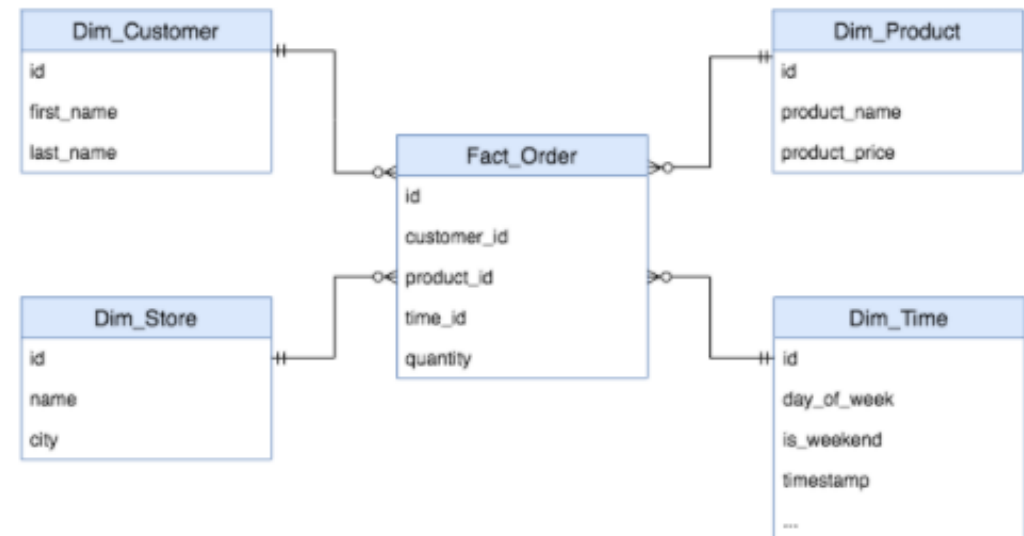 Dim_Customer
id
first_name
last_name
Dim_Product
id
product_name
product_price
Fact_Order
id
customer_id
product_id
time_id
quantity
Dim_Store
id
name
city
Dim_Time
id
day_of_week
is_weekend
timestamp
...